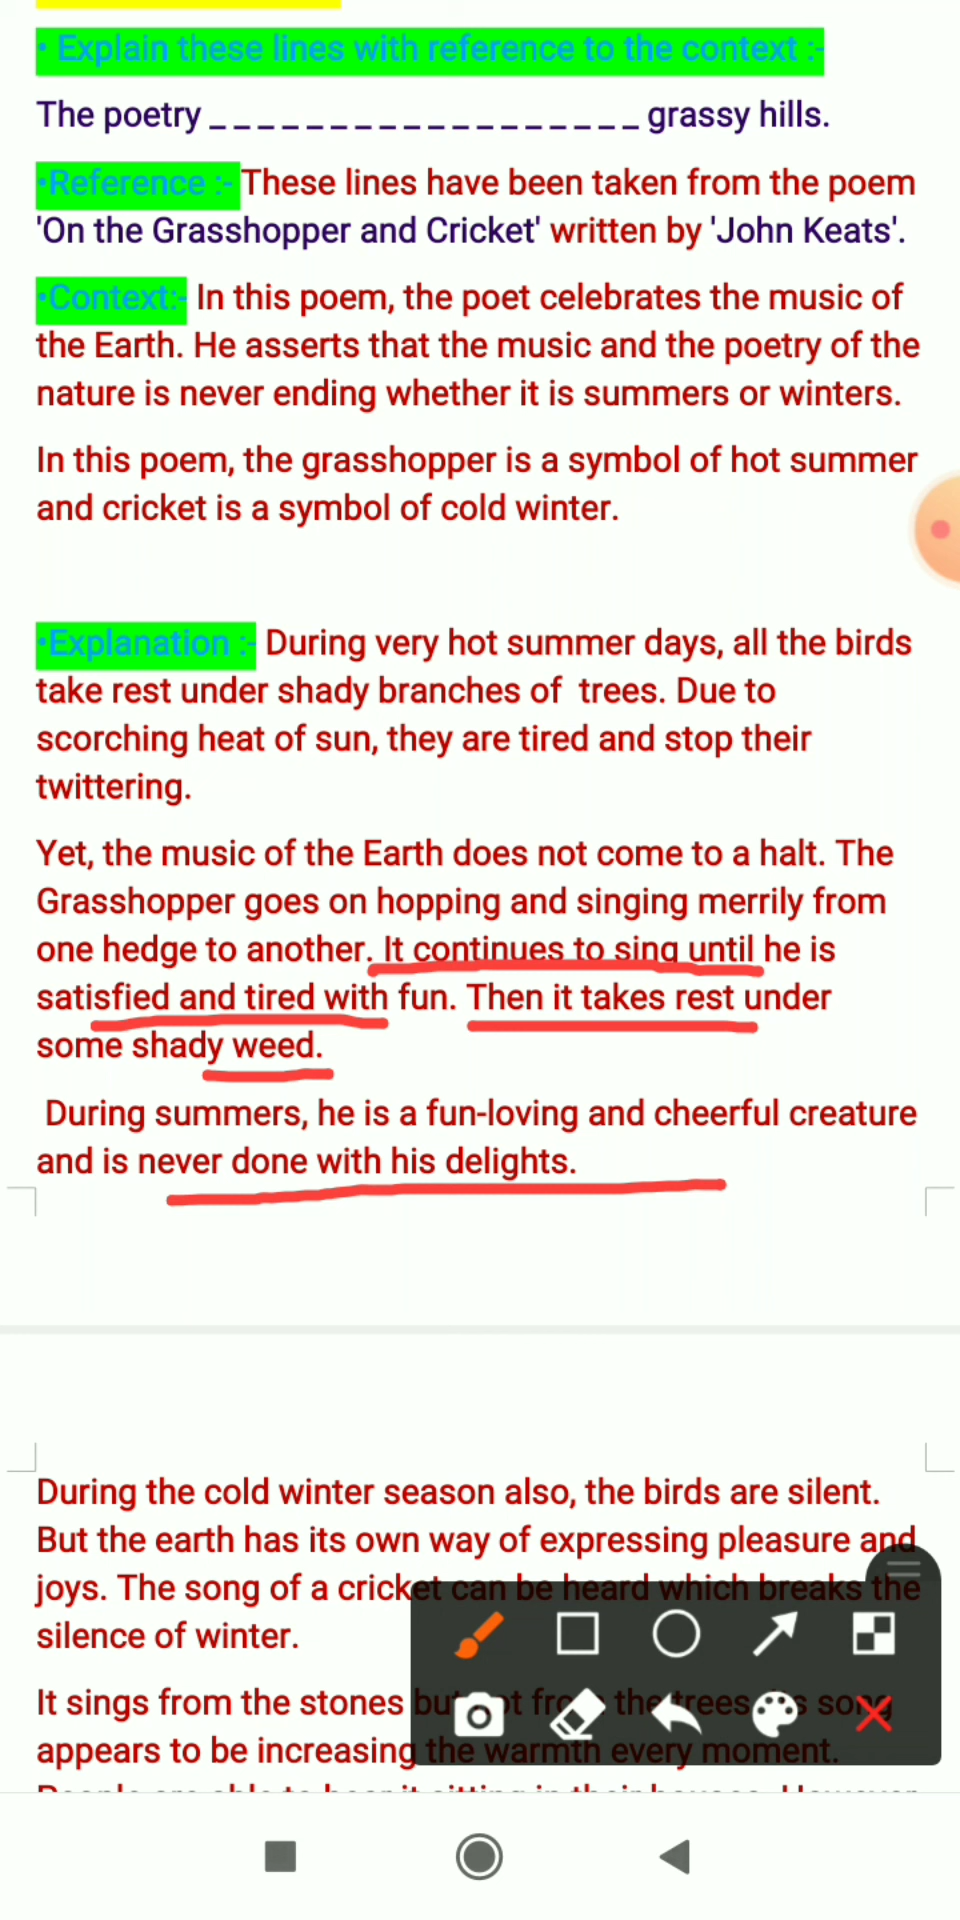 • Explain these lines with reference to the context :-
The poetry _ _ _ _ _ _ _ _ _ _ _ _ _ _ _ _ _ _ grassy hills.
•Reference :- These lines have been taken from the poem
'On the Grasshopper and Cricket' written by 'John Keats'.
•Context:- In this poem, the poet celebrates the music of
the Earth. He asserts that the music and the poetry of the
nature is never ending whether it is summers or winters.
In this poem, the grasshopper is a symbol of hot summer
and cricket is a symbol of cold winter.
•Explanation :- During very hot summer days, all the birds
take rest under shady branches of trees. Due to
scorching heat of sun, they are tired and stop their
twittering.
Yet, the music of the Earth does not come to a halt. The
Grasshopper goes on hopping and singing merrily from
one hedge to another. It continues to sing until he is
satisfied and tired with fun. Then it takes rest under
some shady weed.
During summers, he is a fun-loving and cheerful creature
and is never done with his delights.
During the cold winter season also, the birds are silent.
But the earth has its own way of expressing pleasure and
joys. The song of a cricket can be heard which breaks the
silence of winter.
It sings from the stones but not from the trees. song
appears to be increasing the warmth every moment.